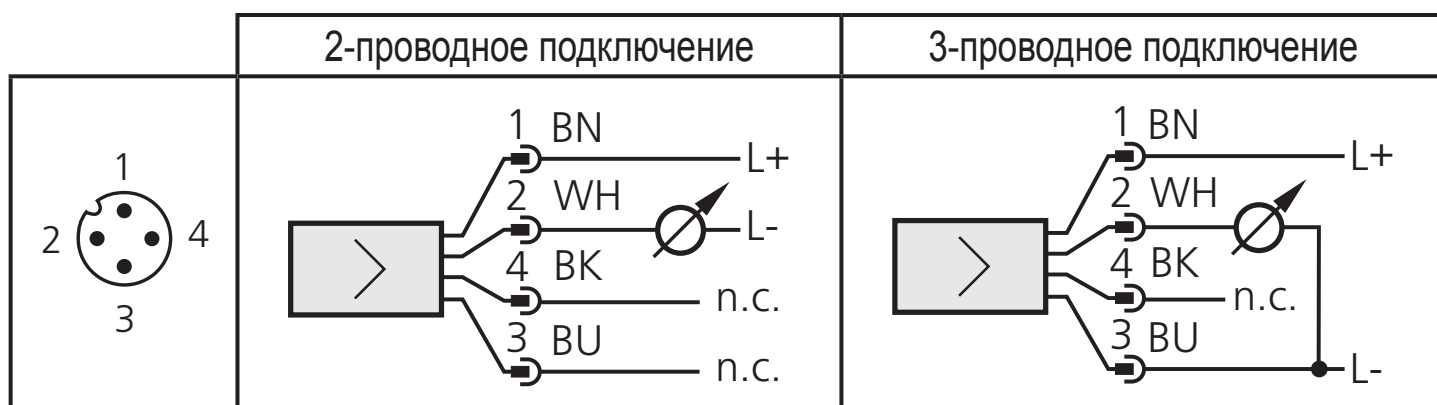 2-проводное подключение
3-проводное подключение
1
2
4
3
1 BN
L+
2 WH
L-
4 BK
n.c.
3 BU
n.c.
1 BN
L+
2 WH
4 BK
n.c.
3 BU
L-